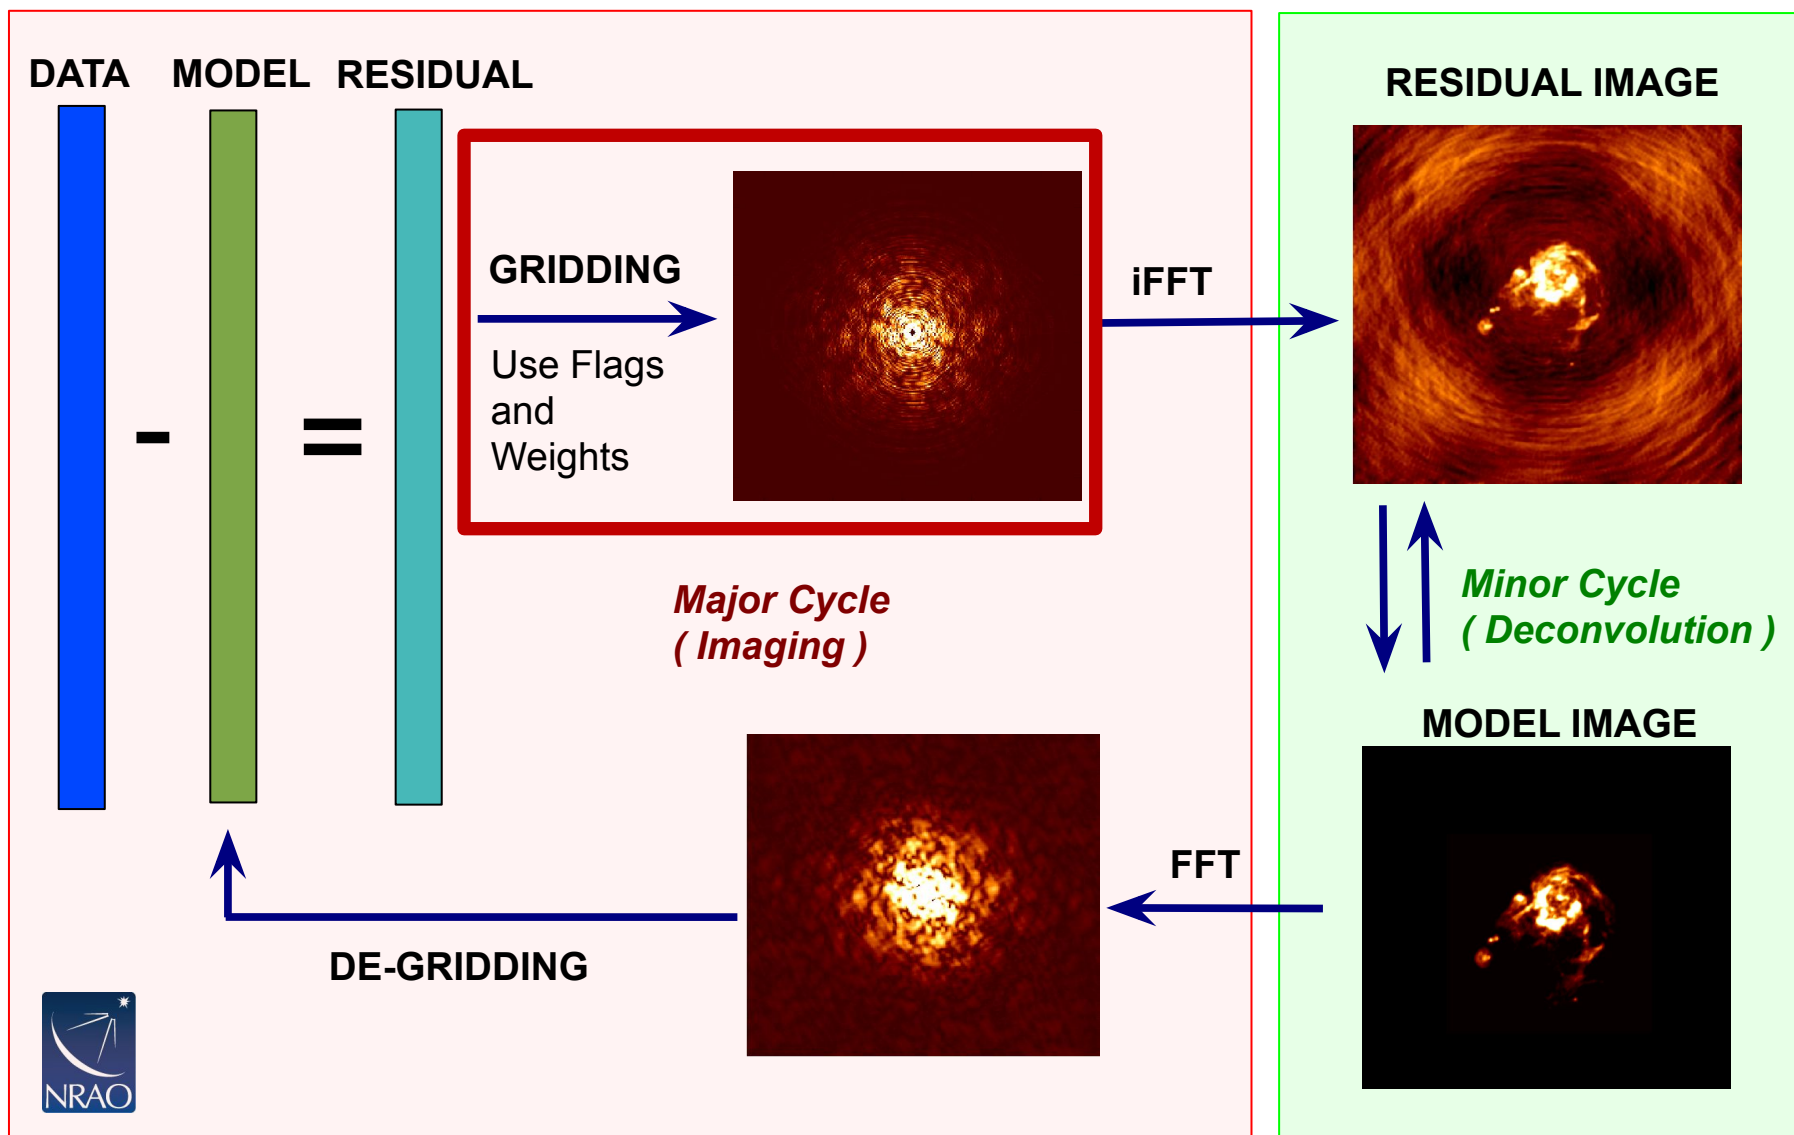 DATA MODEL RESIDUAL
-
=
GRIDDING
Use Flags
and
Weights
iFFT
RESIDUAL IMAGE
Major Cycle
( Imaging )
Minor Cycle
( Deconvolution )
MODEL IMAGE
FFT
DE-GRIDDING
NRAO